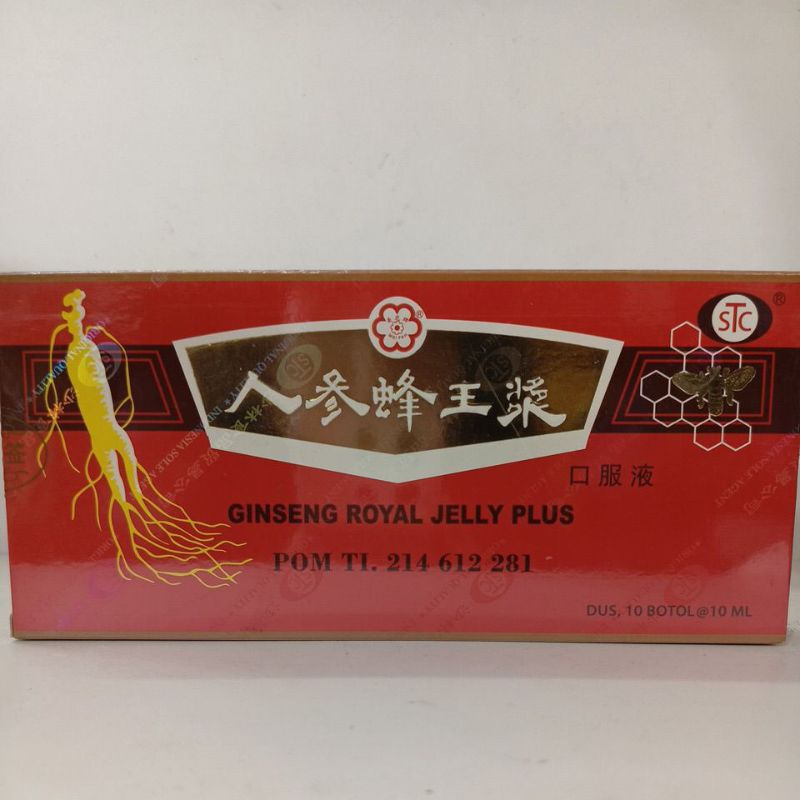 STC
®
®
人参蜂王漿
口服液
GINSENG ROYAL JELLY PLUS
POM TI. 214 612 281
DUS, 10 BOTOL@10 ML